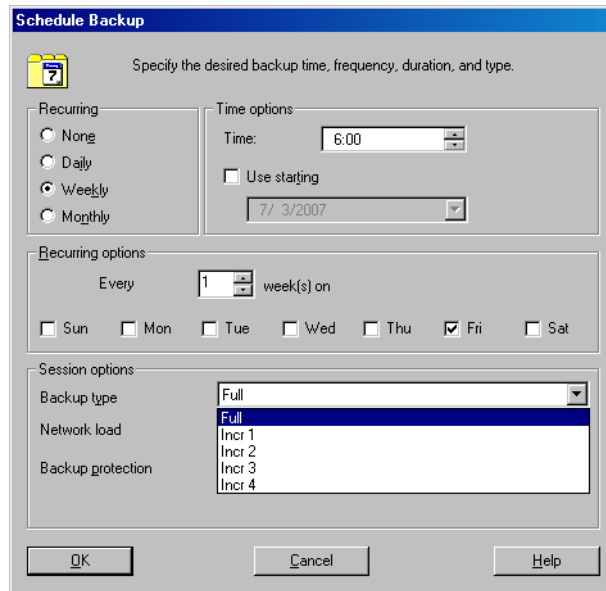 Schedule Backup
7
Specify the desired backup time, frequency, duration, and type.
Recurring
None
Daily
Weekly
Monthly
Time options
Time: 6:00
Use starting
7/ 3/2007
Recurring options
Every 1 week(s) on
Sun Mon Tue Wed Thu Fri Sat
Session options
Backup type Full
Full
Network load
Incr 1
Incr 2
Backup protection
Incr 3
Incr 4
OK Cancel Help